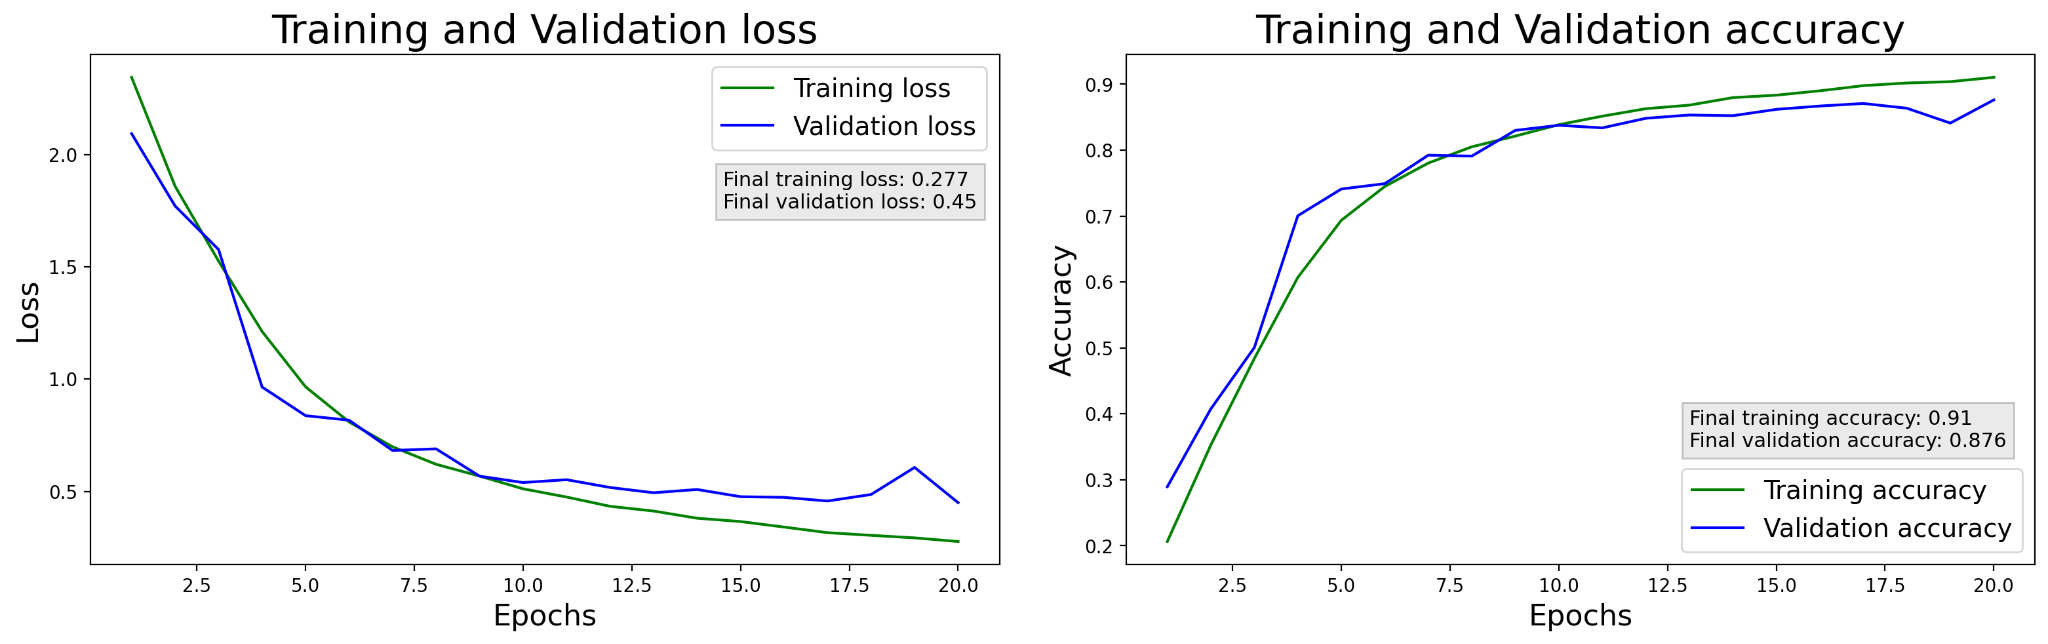 Training and Validation loss
Training loss
Validation loss
Final training loss: 0.277
Final validation loss: 0.45
Loss
2.0
1.5
1.0
0.5
2.5 5.0 7.5 10.0 12.5 15.0 17.5 20.0
Epochs
Training and Validation accuracy
Accuracy
0.9
0.8
0.7
0.6
0.5
0.4
0.3
0.2
Final training accuracy: 0.91
Final validation accuracy: 0.876
Training accuracy
Validation accuracy
2.5 5.0 7.5 10.0 12.5 15.0 17.5 20.0
Epochs